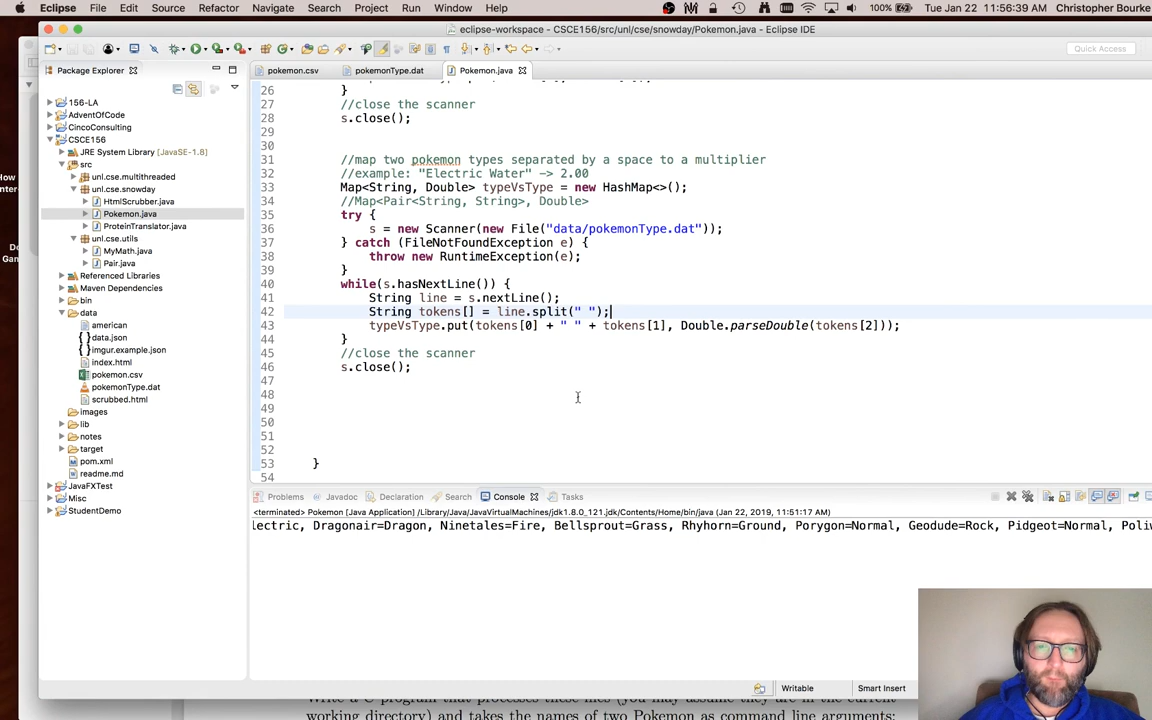 Eclipse File Edit Source Refactor Navigate Search Project Run Window Help 100% Tue Jan 22 11:56:39 AM Christopher Bourke
eclipse-workspace - CSCE156/src/unl/cse/snowday/Pokemon.java - Eclipse IDE
Quick Access
Package Explorer
pokemon.csv pokemonType.dat Pokemon.java
156-LA
AdventOfCode
CincoConsulting
CSCE156
JRE System Library [JavaSE-1.8]
src
unl.cse.multithreaded
unl.cse.snowday
HtmlScrubber.java
Pokemon.java
ProteinTranslator.java
unl.cse.utils
MyMath.java
Pair.java
Referenced Libraries
Maven Dependencies
bin
data
american
data.json
imgur.example.json
index.html
pokemon.csv
pokemonType.dat
scrubbed.html
images
lib
notes
target
pom.xml
readme.md
JavaFXTest
Misc
StudentDemo
26 }
27 //close the scanner
28 s.close();
29
30
31 //map two pokemon types separated by a space to a multiplier
32 //example: "Electric Water" -> 2.00
33 Map<String, Double> typeVsType = new HashMap<>();
34 //Map<Pair<String, String>, Double>
35 try {
36 s = new Scanner(new File("data/pokemonType.dat"));
37 } catch (FileNotFoundException e) {
38 throw new RuntimeException(e);
39 }
40 while(s.hasNextLine()) {
41 String line = s.nextLine();
42 String tokens[] = line.split(" ");
43 typeVsType.put(tokens[0] + " " + tokens[1], Double.parseDouble(tokens[2]));
44 }
45 //close the scanner
46 s.close();
47
48
49
50
51
52
53 }
54
Problems Javadoc Declaration Search Console Tasks
<terminated> Pokemon [Java Application] /Library/Java/JavaVirtualMachines/jdk1.8.0_121.jdk/Contents/Home/bin/java (Jan 22, 2019, 11:51:17 AM)
lectric, Dragonair=Dragon, Ninetales=Fire, Bellsprout=Grass, Rhyhorn=Ground, Porygon=Normal, Geodude=Rock, Pidgeot=Normal, Poliw
Writable Smart Insert
working directory) and takes the names of two Pokemon as command line arguments: